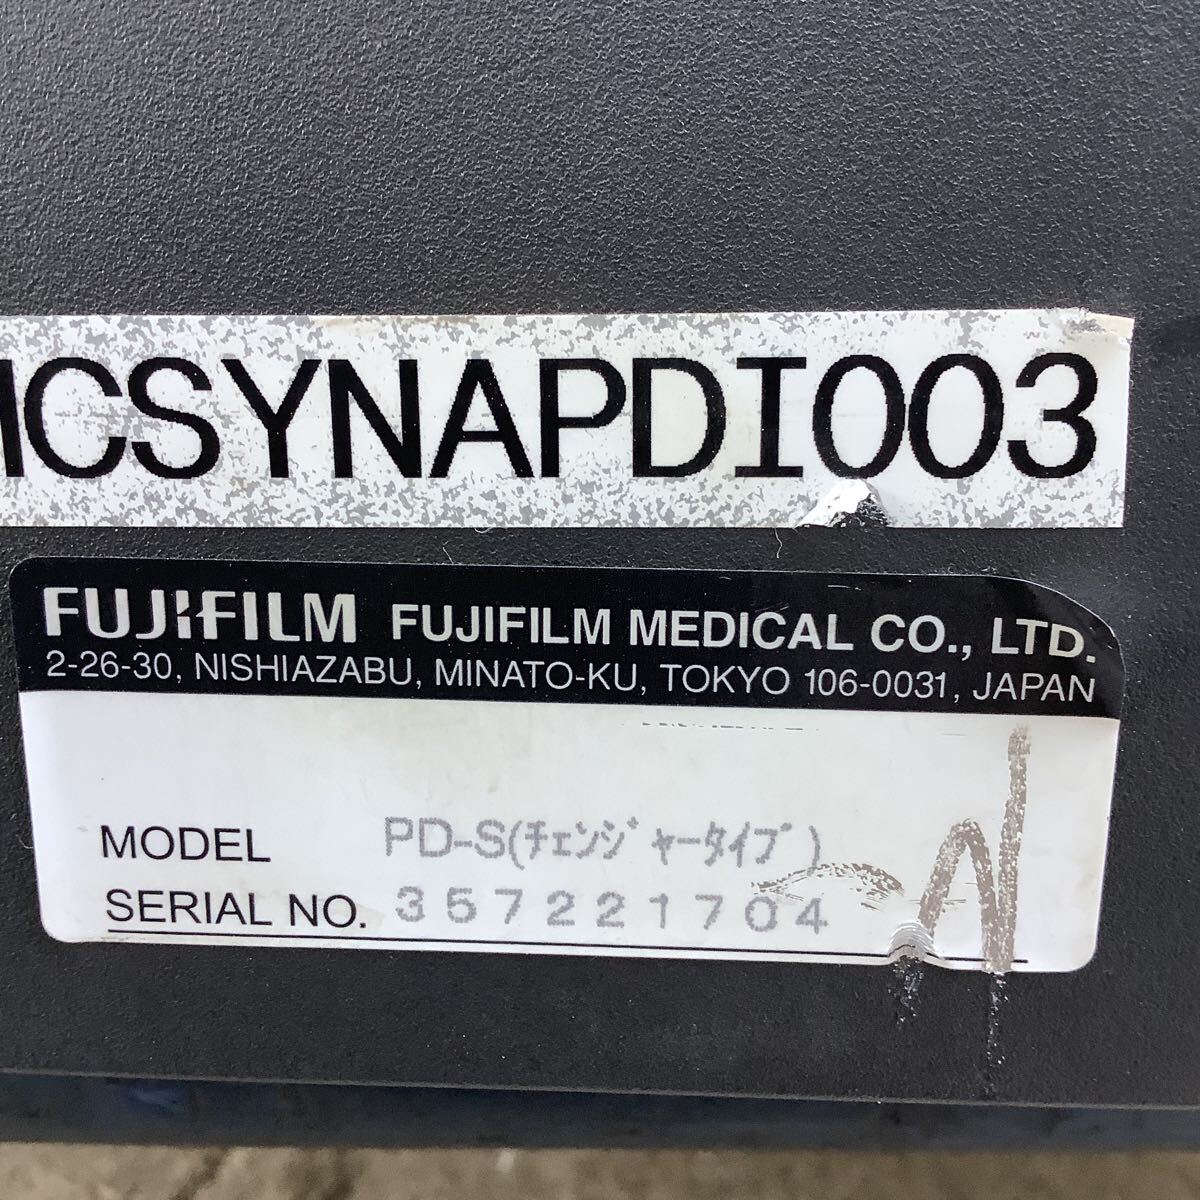 MCSYNAPDI003
FUJIFILM FUJIFILM MEDICAL CO., LTD.
2-26-30, NISHIAZABU, MINATO-KU, TOKYO 106-0031, JAPAN
MODEL PD-S(ﾁｪﾝｼﾞｬｰﾀｲﾌﾟ)
SERIAL NO. 357221704